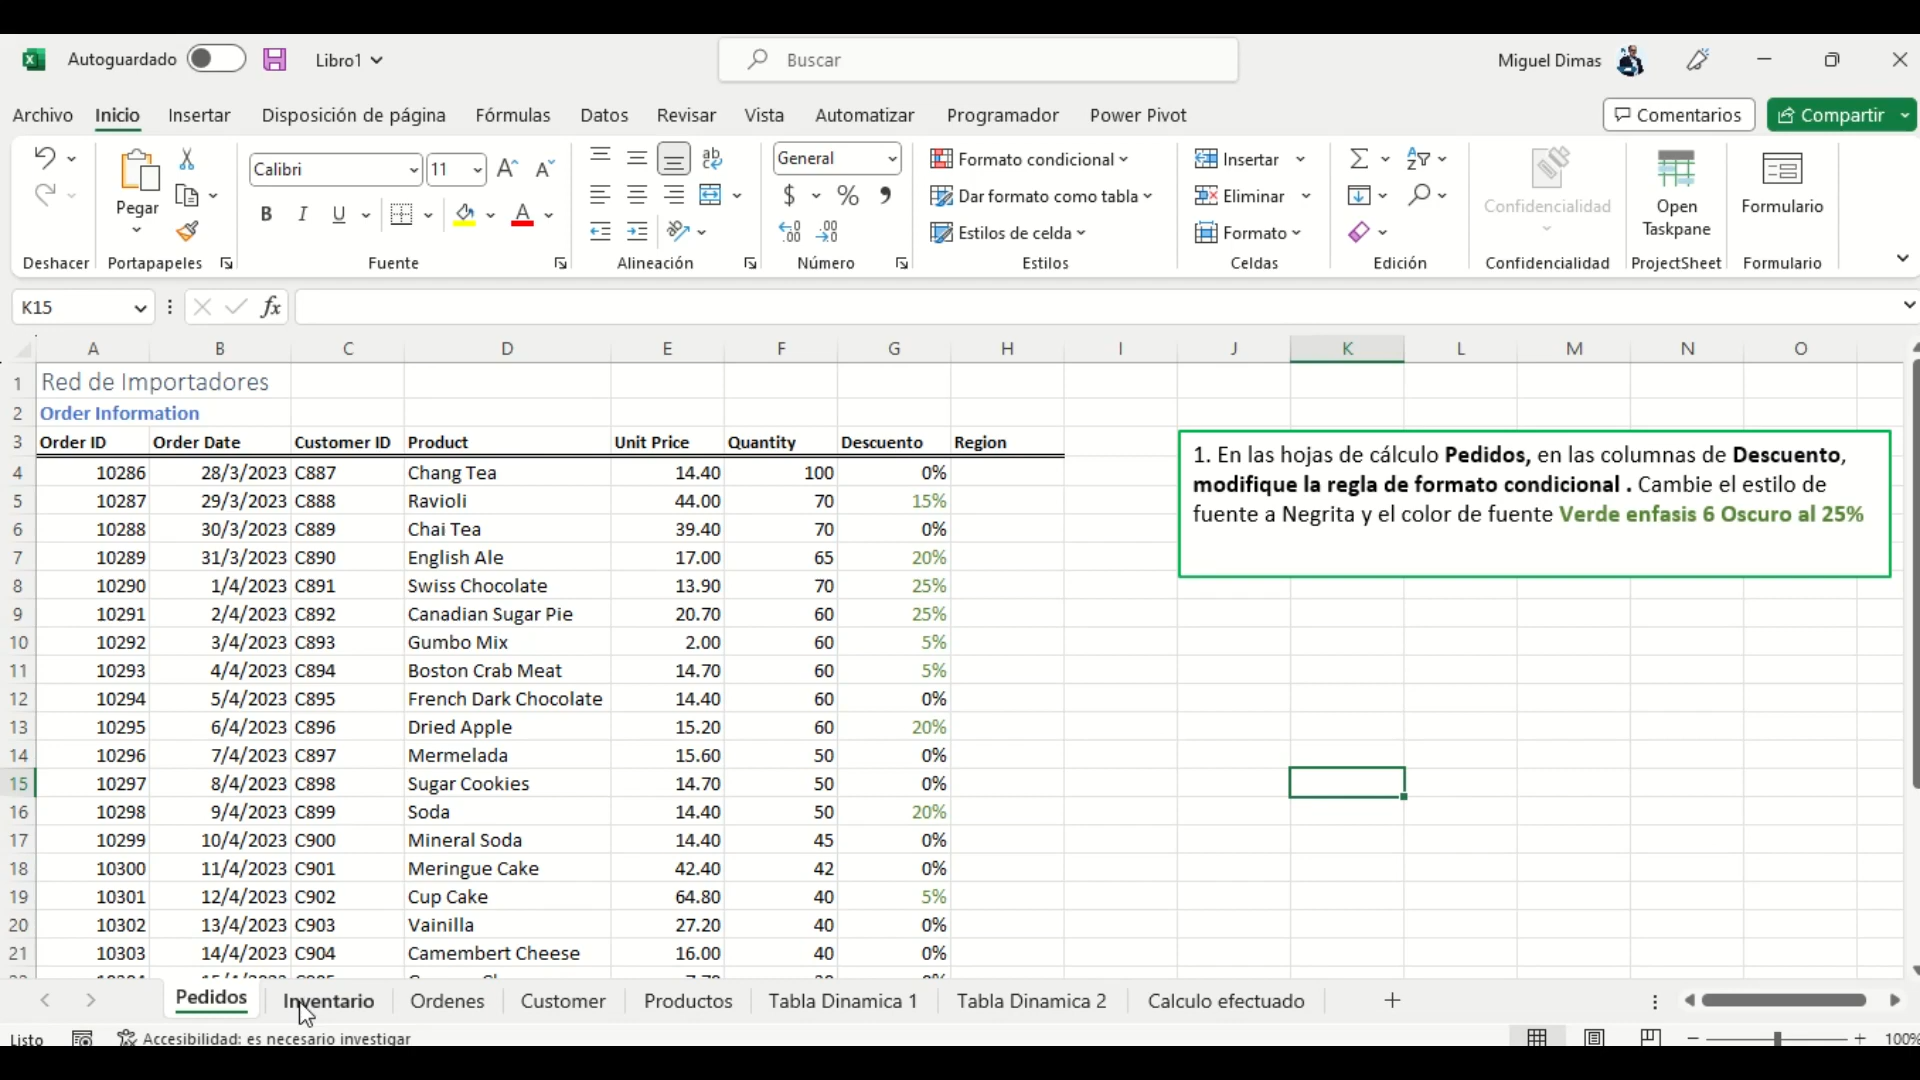 Autoguardado Libro1 Buscar Miguel Dimas
Archivo Inicio Insertar Disposición de página Fórmulas Datos Revisar Vista Automatizar Programador Power Pivot Comentarios Compartir
Pegar
Calibri 11
General
Formato condicional
Dar formato como tabla
Estilos de celda
Insertar
Eliminar
Formato
Confidencialidad
Open
Taskpane
Formulario
Deshacer Portapapeles Fuente Alineación Número Estilos Celdas Edición Confidencialidad ProjectSheet Formulario
K15 fx
A B C D E F G H I J K L M N O
1 Red de Importadores
2 Order Information
3 Order ID Order Date Customer ID Product Unit Price Quantity Descuento Region
4 10286 28/3/2023 C887 Chang Tea 14.40 100 0%
5 10287 29/3/2023 C888 Ravioli 44.00 70 15%
6 10288 30/3/2023 C889 Chai Tea 39.40 70 0%
7 10289 31/3/2023 C890 English Ale 17.00 65 20%
8 10290 1/4/2023 C891 Swiss Chocolate 13.90 70 25%
9 10291 2/4/2023 C892 Canadian Sugar Pie 20.70 60 25%
10 10292 3/4/2023 C893 Gumbo Mix 2.00 60 5%
11 10293 4/4/2023 C894 Boston Crab Meat 14.70 60 5%
12 10294 5/4/2023 C895 French Dark Chocolate 14.40 60 0%
13 10295 6/4/2023 C896 Dried Apple 15.20 60 20%
14 10296 7/4/2023 C897 Mermelada 15.60 50 0%
15 10297 8/4/2023 C898 Sugar Cookies 14.70 50 0%
16 10298 9/4/2023 C899 Soda 14.40 50 20%
17 10299 10/4/2023 C900 Mineral Soda 14.40 45 0%
18 10300 11/4/2023 C901 Meringue Cake 42.40 42 0%
19 10301 12/4/2023 C902 Cup Cake 64.80 40 5%
20 10302 13/4/2023 C903 Vainilla 27.20 40 0%
21 10303 14/4/2023 C904 Camembert Cheese 16.00 40 0%
1. En las hojas de cálculo Pedidos, en las columnas de Descuento,
modifique la regla de formato condicional . Cambie el estilo de
fuente a Negrita y el color de fuente Verde enfasis 6 Oscuro al 25%
Pedidos Inventario Ordenes Customer Productos Tabla Dinamica 1 Tabla Dinamica 2 Calculo efectuado
Listo Accesibilidad: es necesario investigar 100%